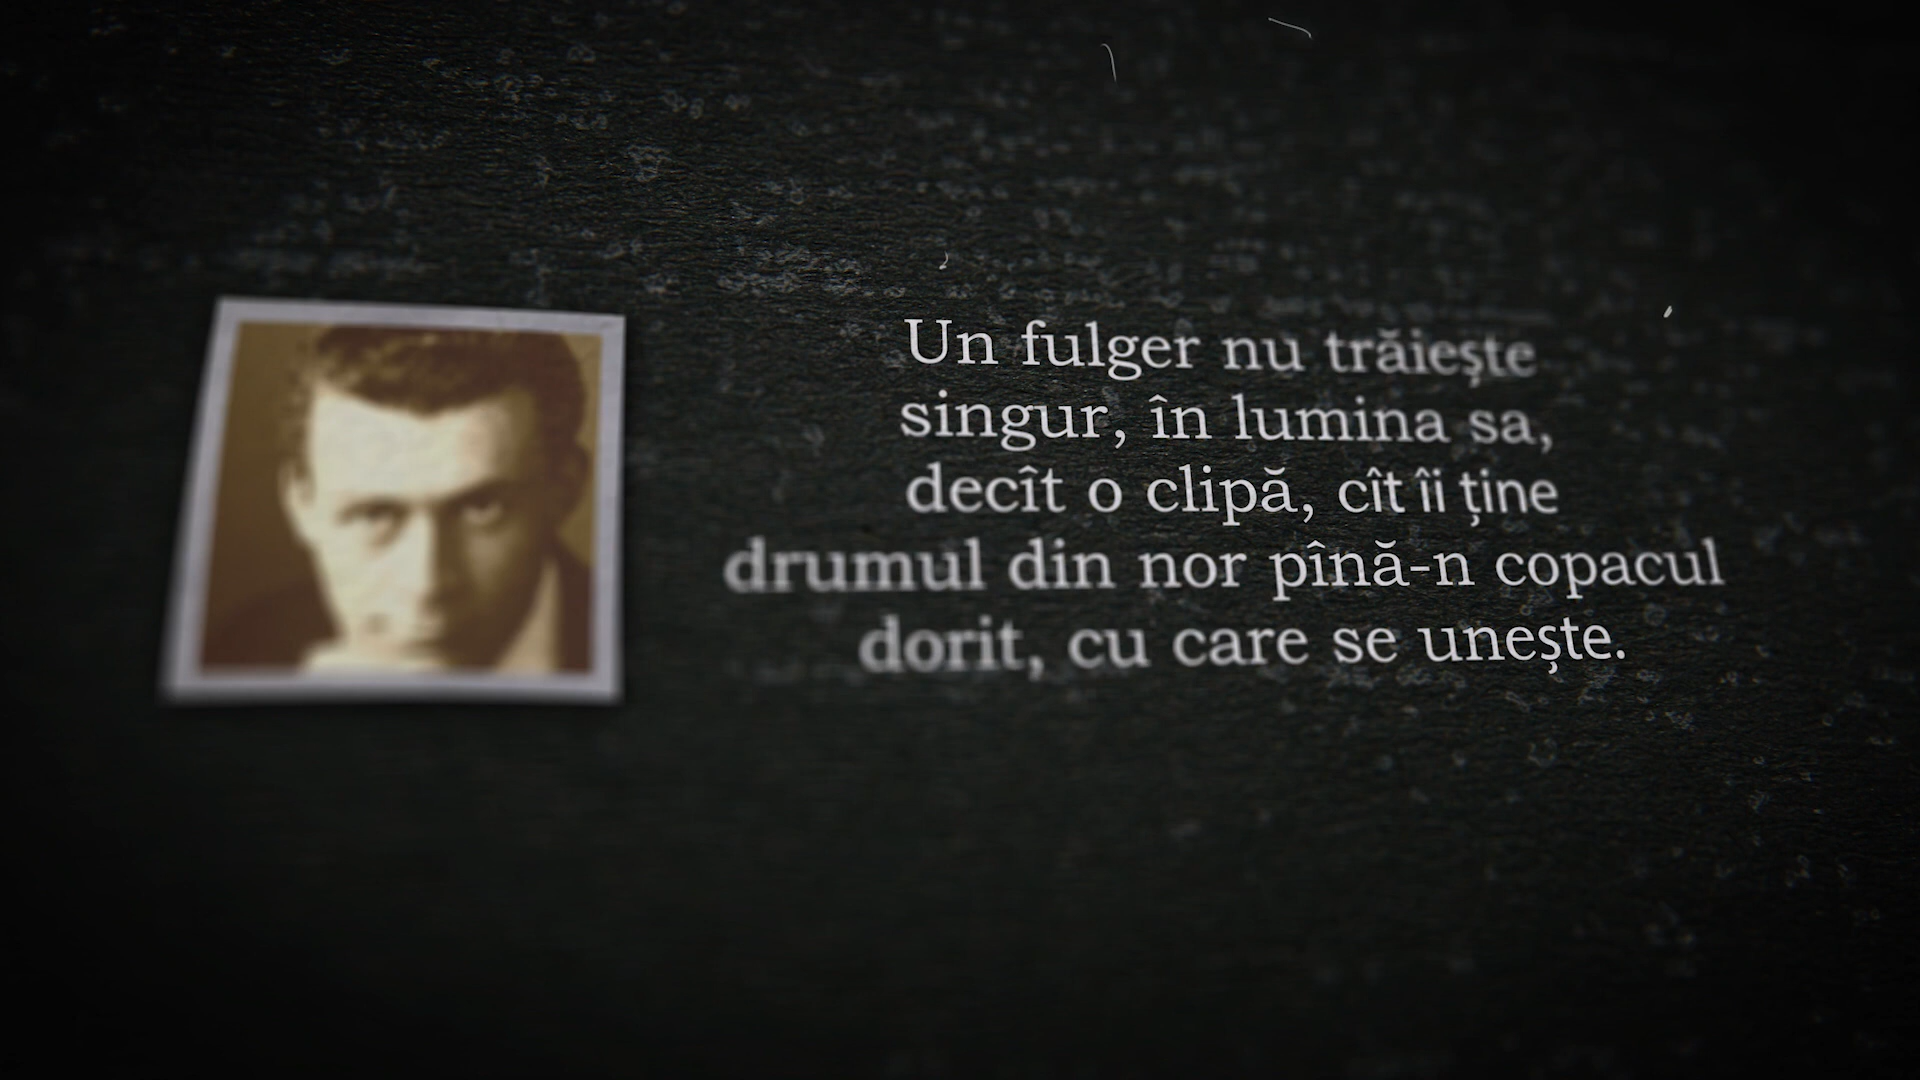 Un fulger nu trăiește
singur, în lumina sa,
decît o clipă, cît îi ține
drumul din nor pînă-n copacul
dorit, cu care se unește.